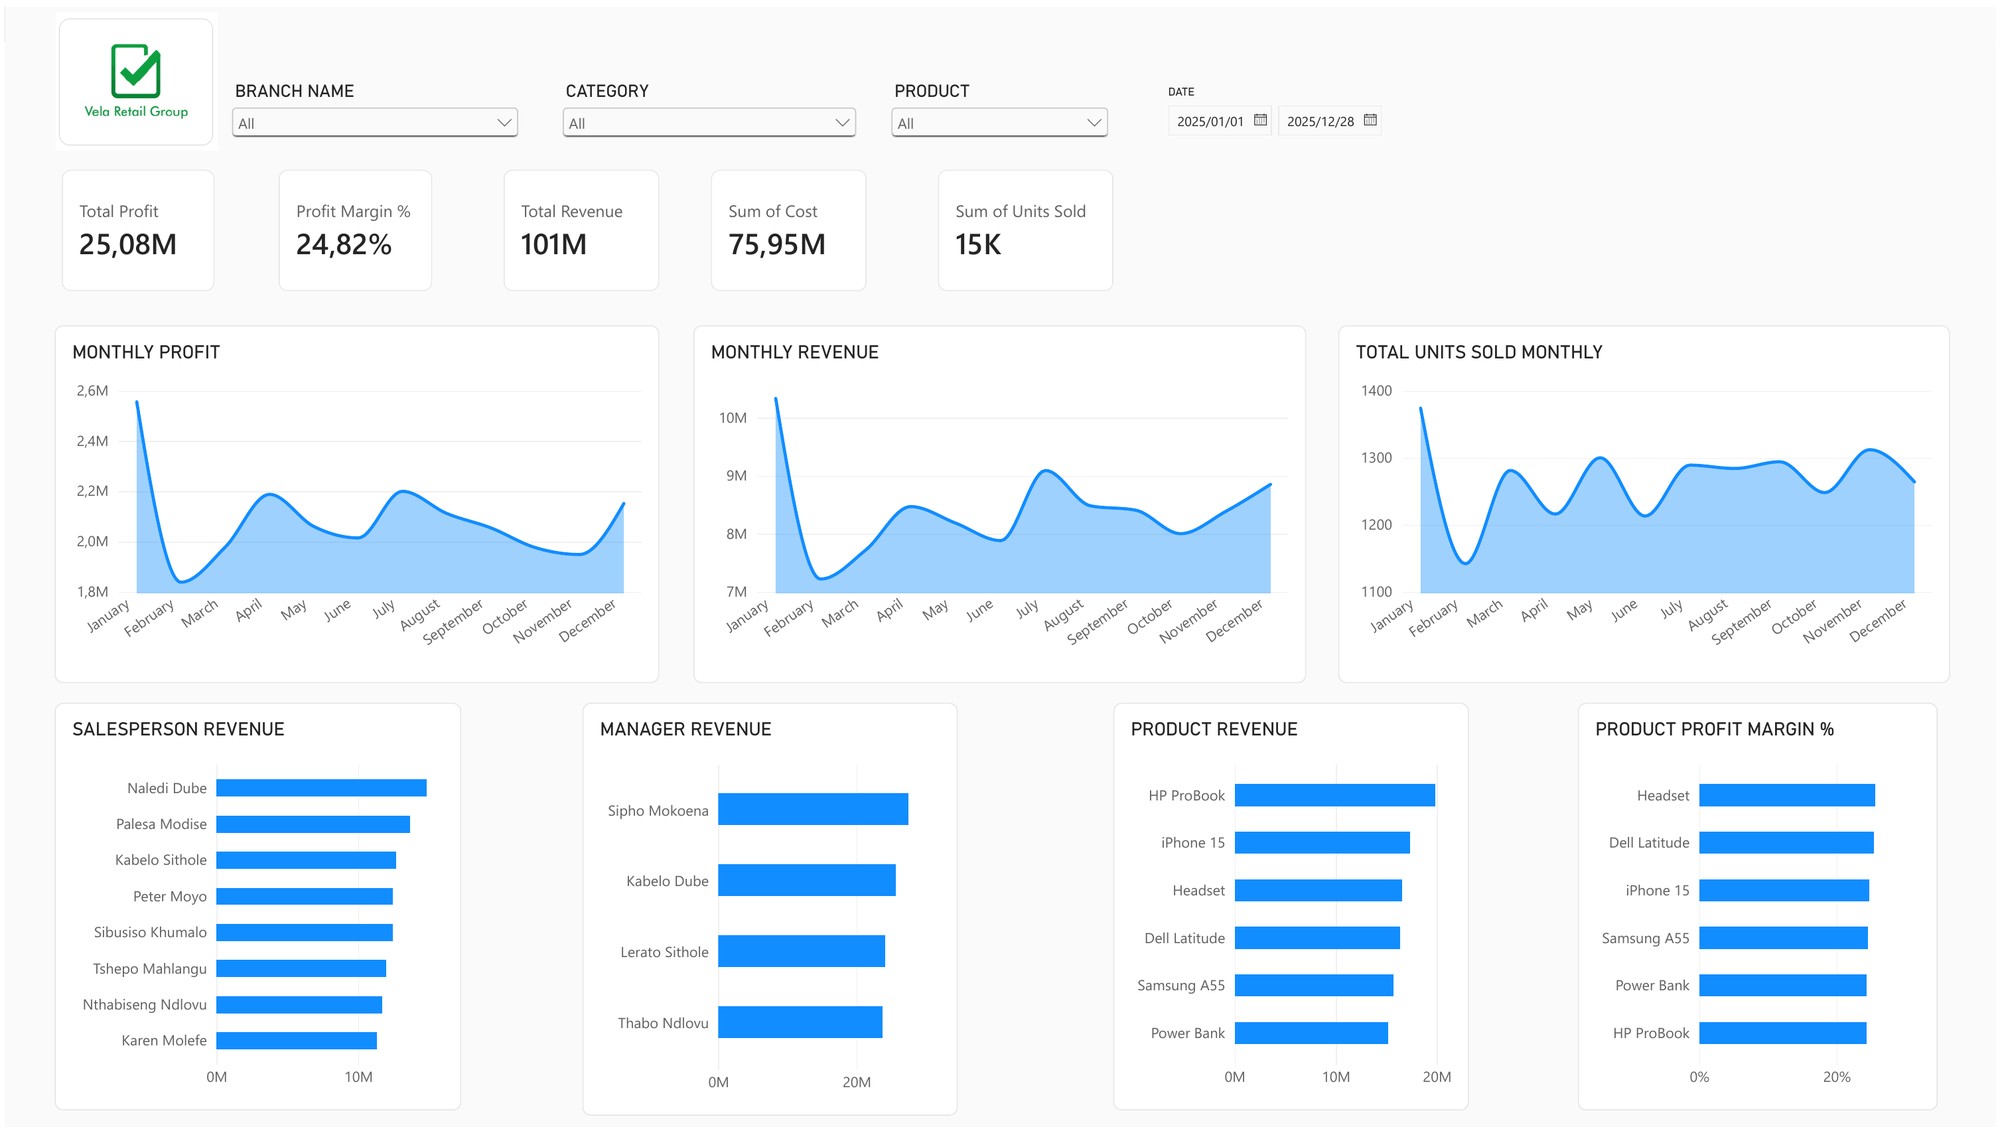 Vela Retail Group
BRANCH NAME
All
CATEGORY
All
PRODUCT
All
DATE
2025/01/01
2025/12/28
Total Profit
25,08M
Profit Margin %
24,82%
Total Revenue
101M
Sum of Cost
75,95M
Sum of Units Sold
15K
MONTHLY PROFIT
2,6M
2,4M
2,2M
2,0M
1,8M
January
February
March
April
May
June
July
August
September
October
November
December
MONTHLY REVENUE
10M
9M
8M
7M
January
February
March
April
May
June
July
August
September
October
November
December
TOTAL UNITS SOLD MONTHLY
1400
1300
1200
1100
January
February
March
April
May
June
July
August
September
October
November
December
SALESPERSON REVENUE
Naledi Dube
Palesa Modise
Kabelo Sithole
Peter Moyo
Sibusiso Khumalo
Tshepo Mahlangu
Nthabiseng Ndlovu
Karen Molefe
0M
10M
MANAGER REVENUE
Sipho Mokoena
Kabelo Dube
Lerato Sithole
Thabo Ndlovu
0M
20M
PRODUCT REVENUE
HP ProBook
iPhone 15
Headset
Dell Latitude
Samsung A55
Power Bank
0M
10M
20M
PRODUCT PROFIT MARGIN %
Headset
Dell Latitude
iPhone 15
Samsung A55
Power Bank
HP ProBook
0%
20%